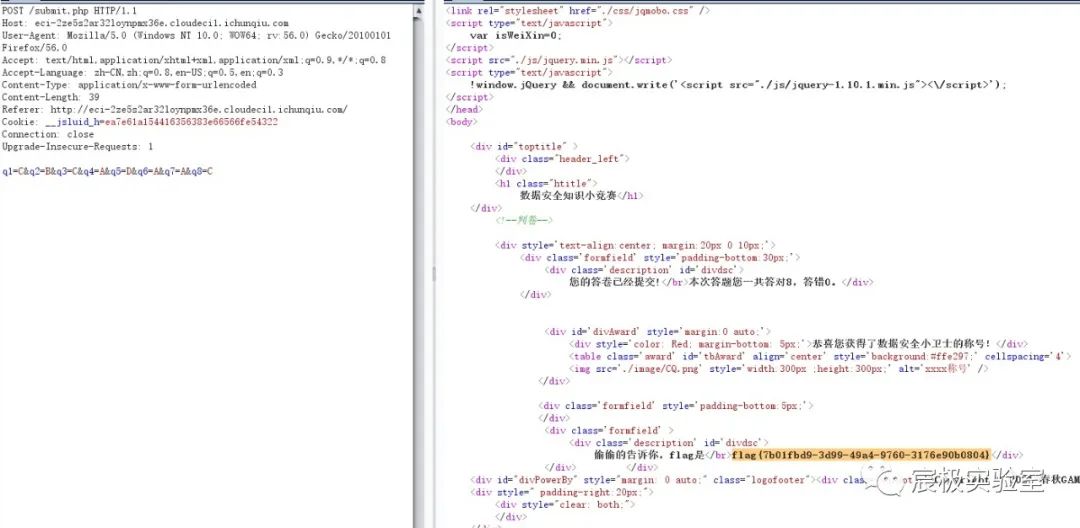 POST /submit.php HTTP/1.1
Host: eci-2ze5s2ar32loynpmx36e.cloudeci1.ichunqiu.com
User-Agent: Mozilla/5.0 (Windows NT 10.0; WOW64; rv:56.0) Gecko/20100101
Firefox/56.0
Accept: text/html,application/xhtml+xml,application/xml;q=0.9,*/*;q=0.8
Accept-Language: zh-CN,zh;q=0.8,en-US;q=0.5,en;q=0.3
Content-Type: application/x-www-form-urlencoded
Content-Length: 39
Referer: http://eci-2ze5s2ar32loynpmx36e.cloudeci1.ichunqiu.com/
Cookie: __jsluid_h=ea7e61a154416356383e66566fe54322
Connection: close
Upgrade-Insecure-Requests: 1
q1=C&q2=B&q3=C&q4=A&q5=D&q6=A&q7=A&q8=C
<link rel="stylesheet" href="./css/jqmobo.css" />
<script type="text/javascript">
var isWeiXin=0;
</script>
<script src="./js/jquery.min.js"></script>
<script type="text/javascript">
!window.jQuery && document.write('<script src="./js/jquery-1.10.1.min.js"><\/script>');
</script>
</head>
<body>
<div id="toptitle ">
<div class="header_left">
</div>
<h1 class="htitle">
数据安全知识小竞赛</h1>
</div>
<!--判卷-->
<div style='text-align:center; margin:20px 0 10px;'>
<div class='formfield' style='padding-bottom:30px;'>
<div class='description' id='divdsc'>
您的答卷已经提交!</br>本次答题您一共答对8，答错0。</div>
</div>
<div id='divAward' style='margin:0 auto;'>
<div style='color: Red; margin-bottom: 5px;'>恭喜您获得了数据安全小卫士的称号！</div>
<table class='award' id='tbAward' align='center' style='background:#ffe297;' cellspacing='4'>
<img src='./image/CQ.png' style='width:300px ;height:300px;' alt='xxxx称号' />
</div>
<div class='formfield' style='padding-bottom:5px;'>
</div>
<div class='formfield' >
<div class='description' id='divdsc'>
偷偷的告诉你，flag是</br>flag{7b01fbd9-3d99-49a4-9760-3176e90b0804}</div>
</div> </div>
<div id="divPowerBy" style="margin: 0 auto;" class="logofooter"><div clas 春秋GAM
<div style=" padding-right:20px;">
<div style="clear: both;">
</div>
宸极实验室